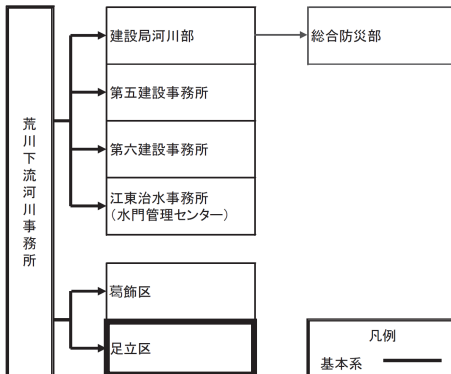 荒川下流河川事務所
建設局河川部
総合防災部
第五建設事務所
第六建設事務所
江東治水事務所
（水門管理センター）
葛飾区
足立区
凡例
基本系